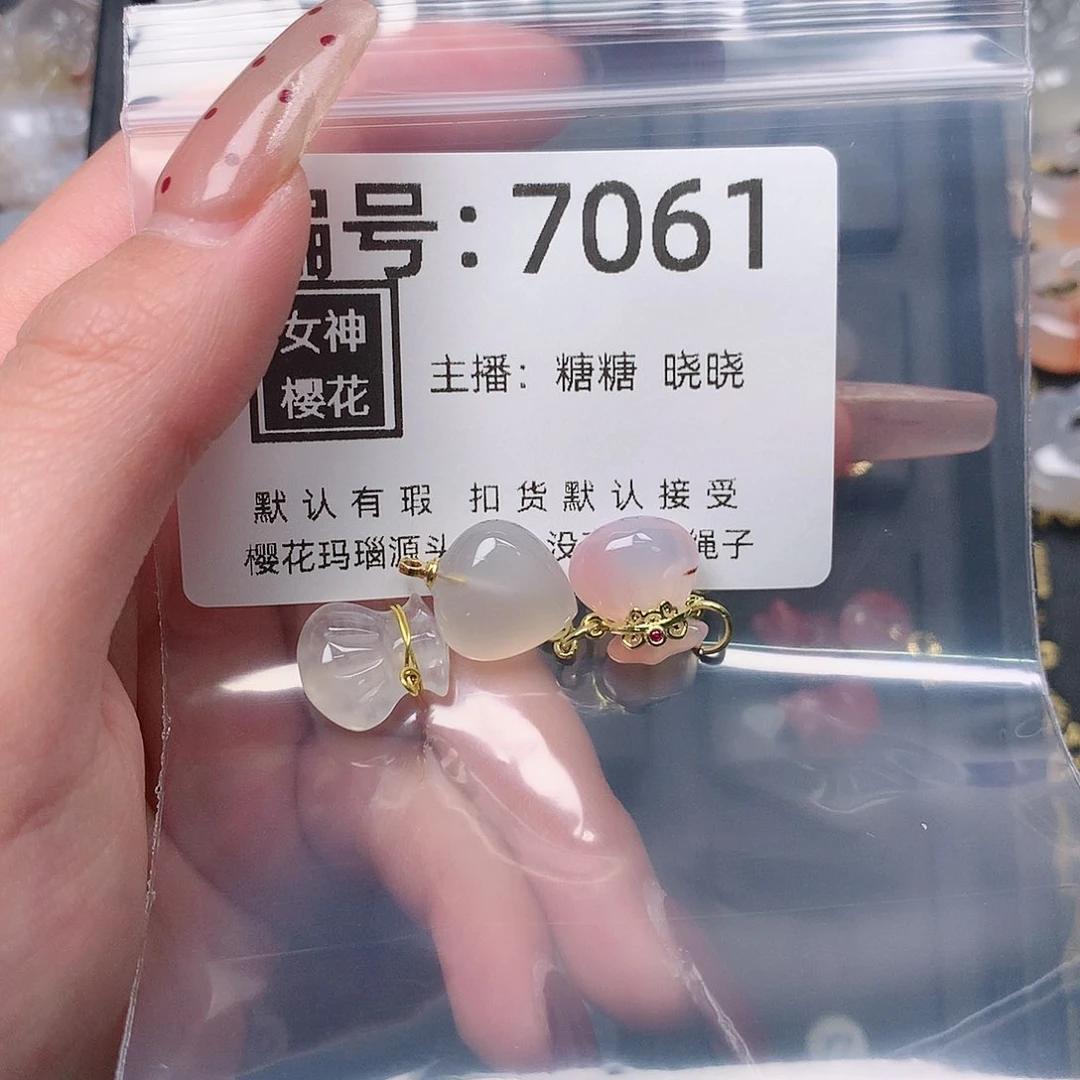 号:7061
女神
樱花
主播: 糖糖 晓晓
默认有瑕 扣货默认接受
樱花玛瑙源头 没 绳子